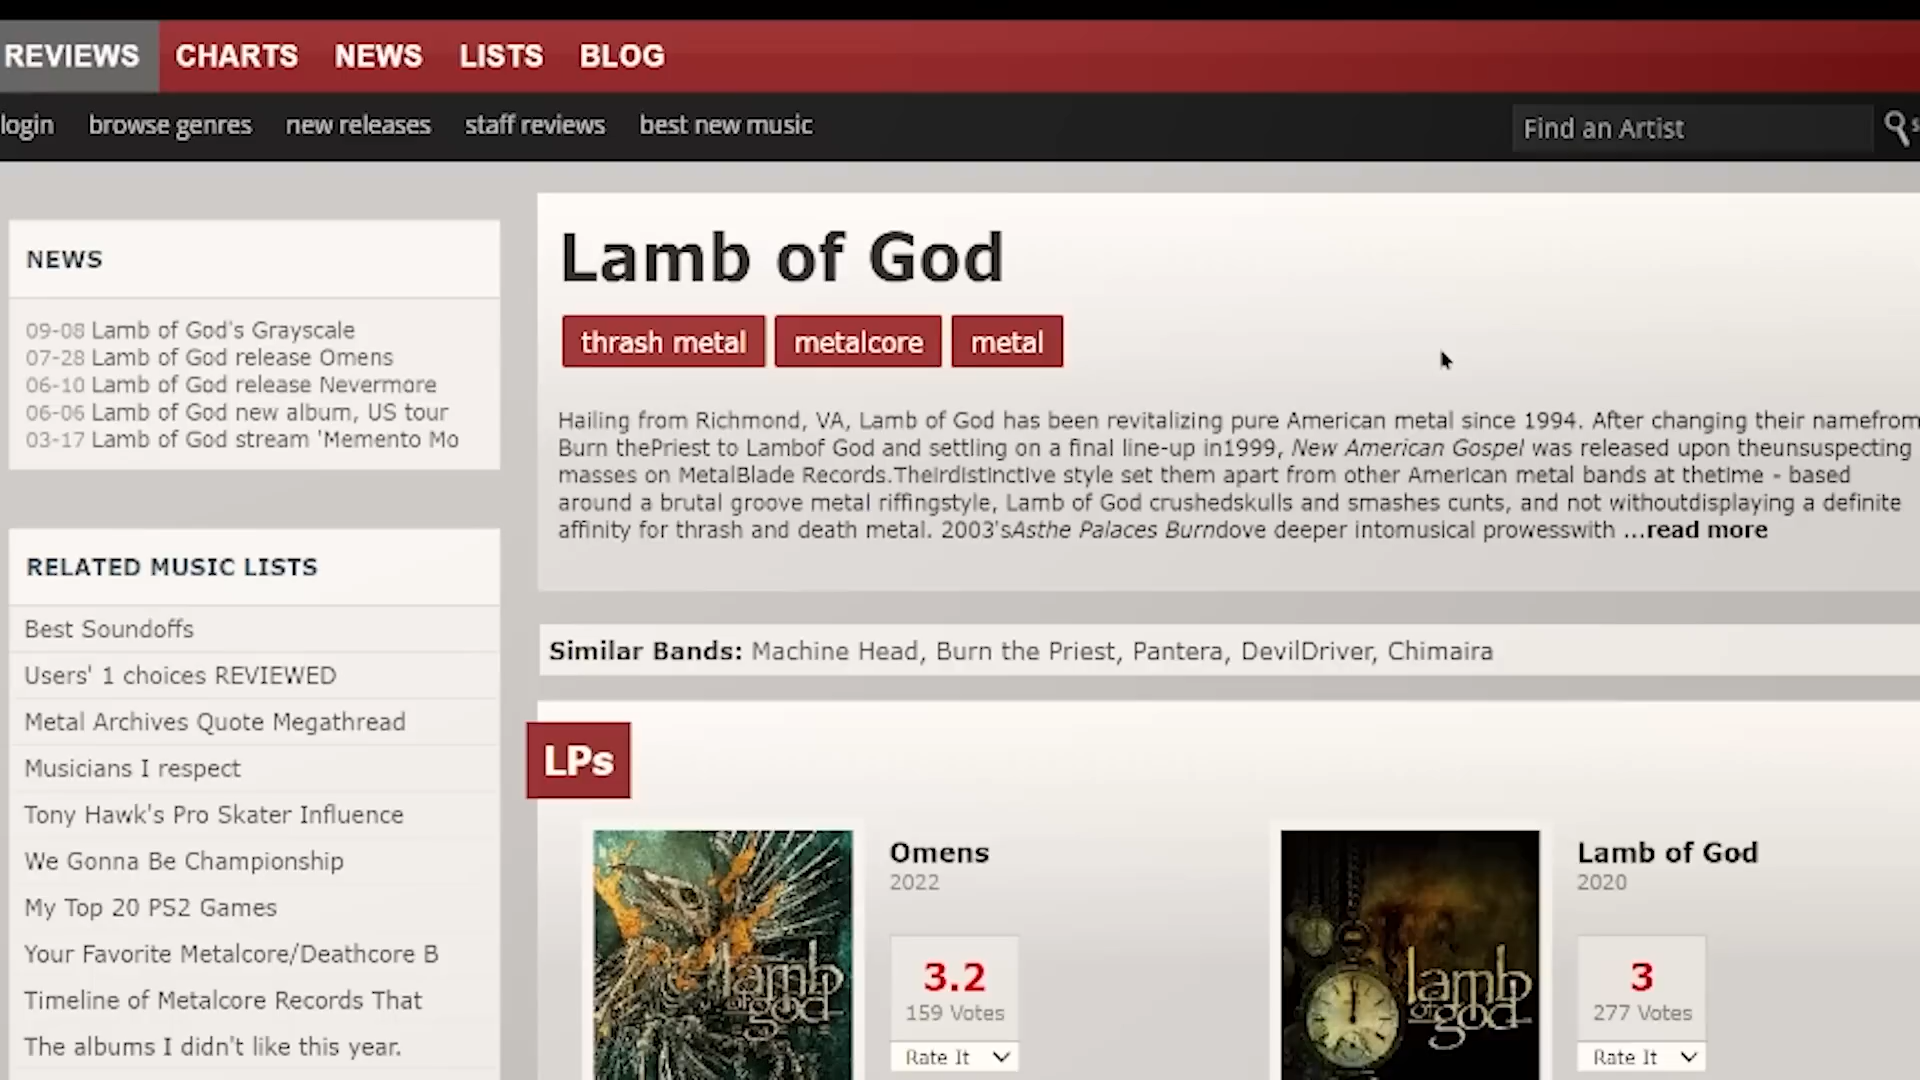 REVIEWS CHARTS NEWS LISTS BLOG
login browse genres new releases staff reviews best new music Find an Artist
NEWS
09-08 Lamb of God's Grayscale
07-28 Lamb of God release Omens
06-10 Lamb of God release Nevermore
06-06 Lamb of God new album, US tour
03-17 Lamb of God stream 'Memento Mo
RELATED MUSIC LISTS
Best Soundoffs
Users' 1 choices REVIEWED
Metal Archives Quote Megathread
Musicians I respect
Tony Hawk's Pro Skater Influence
We Gonna Be Championship
My Top 20 PS2 Games
Your Favorite Metalcore/Deathcore B
Timeline of Metalcore Records That
The albums I didn't like this year.
Lamb of God
thrash metal metalcore metal
Hailing from Richmond, VA, Lamb of God has been revitalizing pure American metal since 1994. After changing their namefrom
Burn thePriest to Lambof God and settling on a final line-up in1999, New American Gospel was released upon theunsuspecting
masses on MetalBlade Records.Theirdistinctive style set them apart from other American metal bands at thetime - based
around a brutal groove metal riffingstyle, Lamb of God crushedskulls and smashes cunts, and not withoutdisplaying a definite
affinity for thrash and death metal. 2003'sAsthe Palaces Burndove deeper intomusical prowesswith ...read more
Similar Bands: Machine Head, Burn the Priest, Pantera, DevilDriver, Chimaira
LPs
lamb
of god
Omens
2022
3.2
159 Votes
Rate It
lamb
of god
Lamb of God
2020
3
277 Votes
Rate It